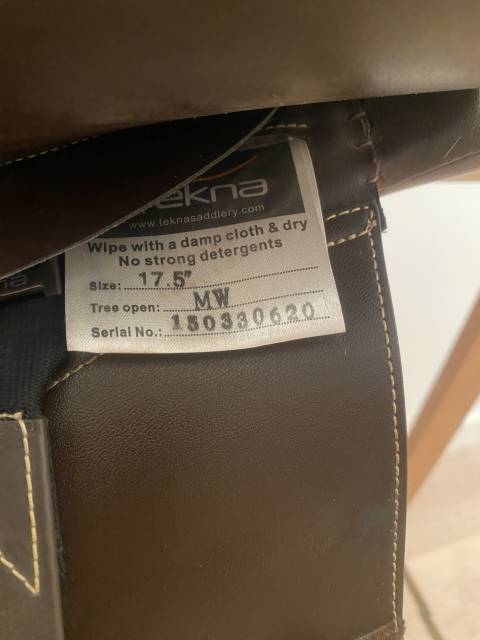 tekna
www.teknasaddlery.com
Wipe with a damp cloth & dry
No strong detergents
Size: 17.5"
Tree open: MW
Serial No.: 150330620